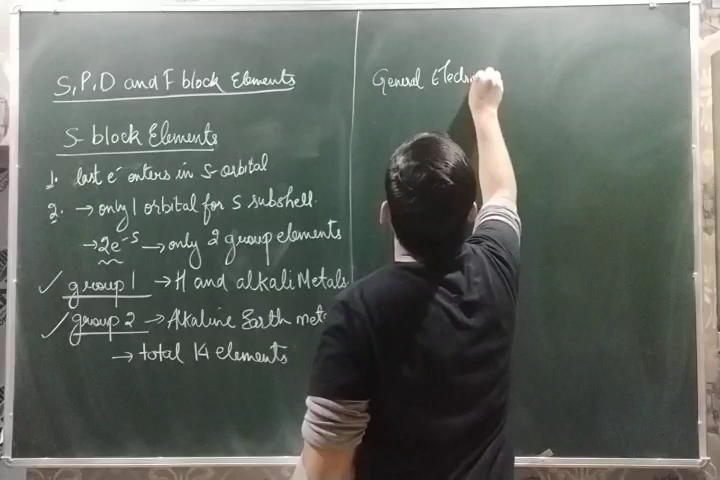 S, P, D and F block Elements
S-block Elements
1. last e⁻ enters in S-orbital
2. → only 1 orbital for S subshell.
→ 2e⁻s → only 2 group elements
✓ group 1 → H and alkali Metals
✓ group 2 → Alkaline Earth meta
→ total 14 elements
General Electro